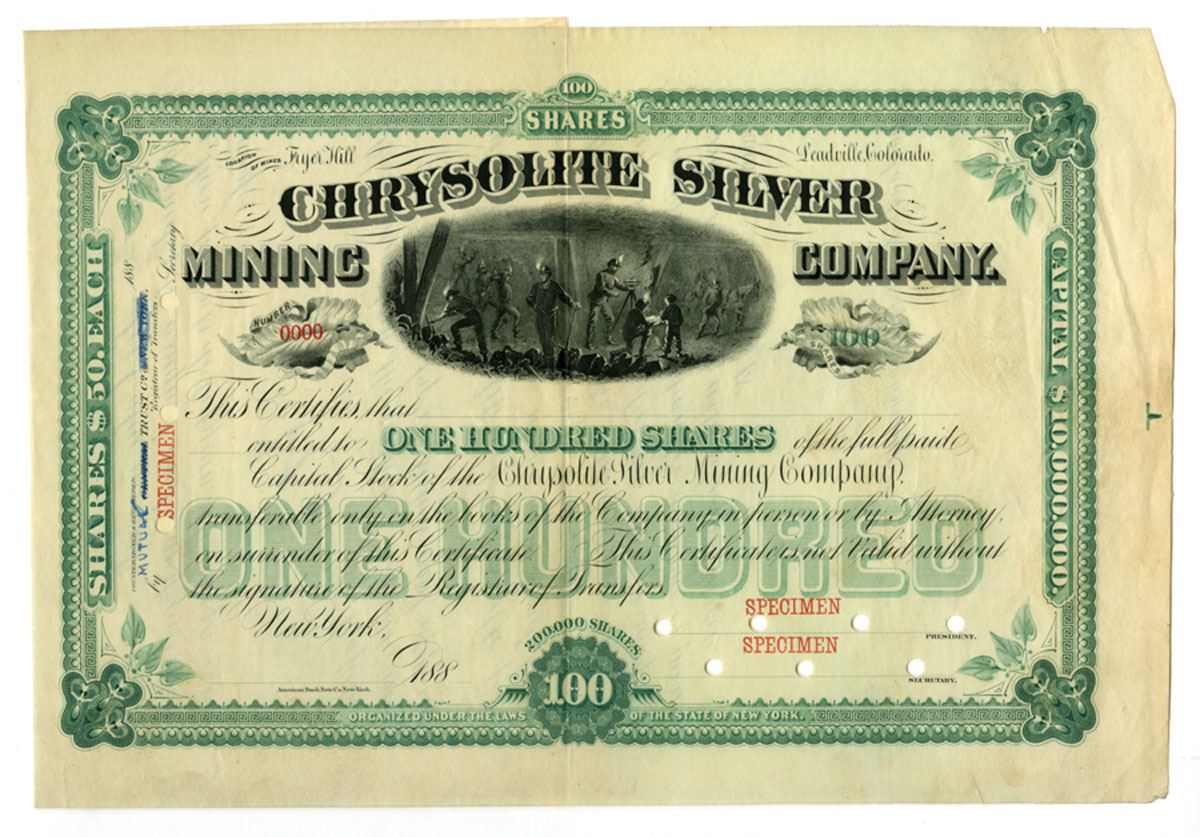 100
SHARES
LOCATION OF MINES Fryer Hill
Leadville, Colorado.
CHRYSOLITE SILVER
MINING COMPANY.
NUMBER 0000
100 SHARES
This Certifies, that
entitled to ONE HUNDRED SHARES of the full paid
Capital Stock of the Chrysolite Silver Mining Company,
transferable only on the books of the Company in person or by Attorney,
on surrender of this Certificate. This Certificate is not Valid without
the signature of the Registrar of Transfers.
ONE HUNDRED
New York, 188
200,000 SHARES
100
SPECIMEN
PRESIDENT.
SPECIMEN
SECRETARY.
American Bank Note Co. New-York.
ORGANIZED UNDER THE LAWS OF THE STATE OF NEW YORK.
SHARES $50. EACH
CAPITAL $10,000,000.
188
MUTUAL TRUST CO.
Registrar of Transfers
by Secretary
SPECIMEN
T